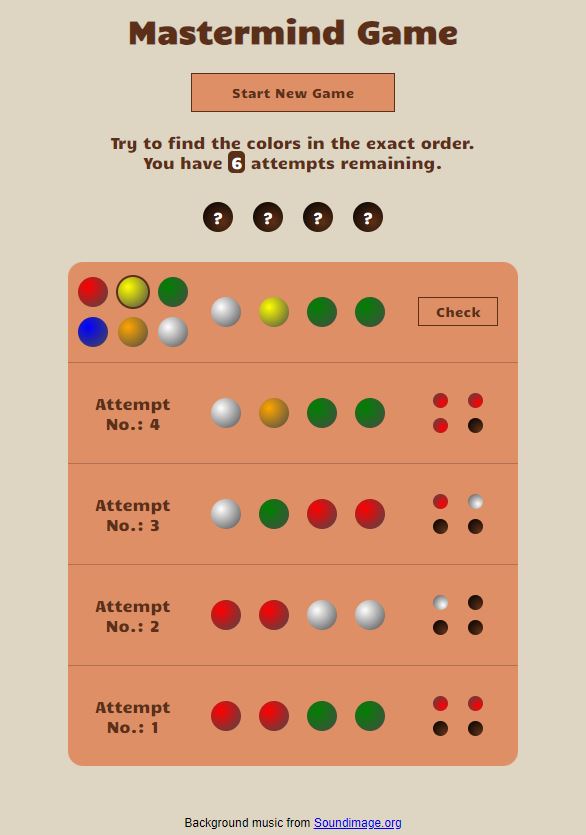 Mastermind Game
Start New Game
Try to find the colors in the exact order.
You have 6 attempts remaining.
? ? ? ?
Check
Attempt
No.: 4
Attempt
No.: 3
Attempt
No.: 2
Attempt
No.: 1
Background music from Soundimage.org